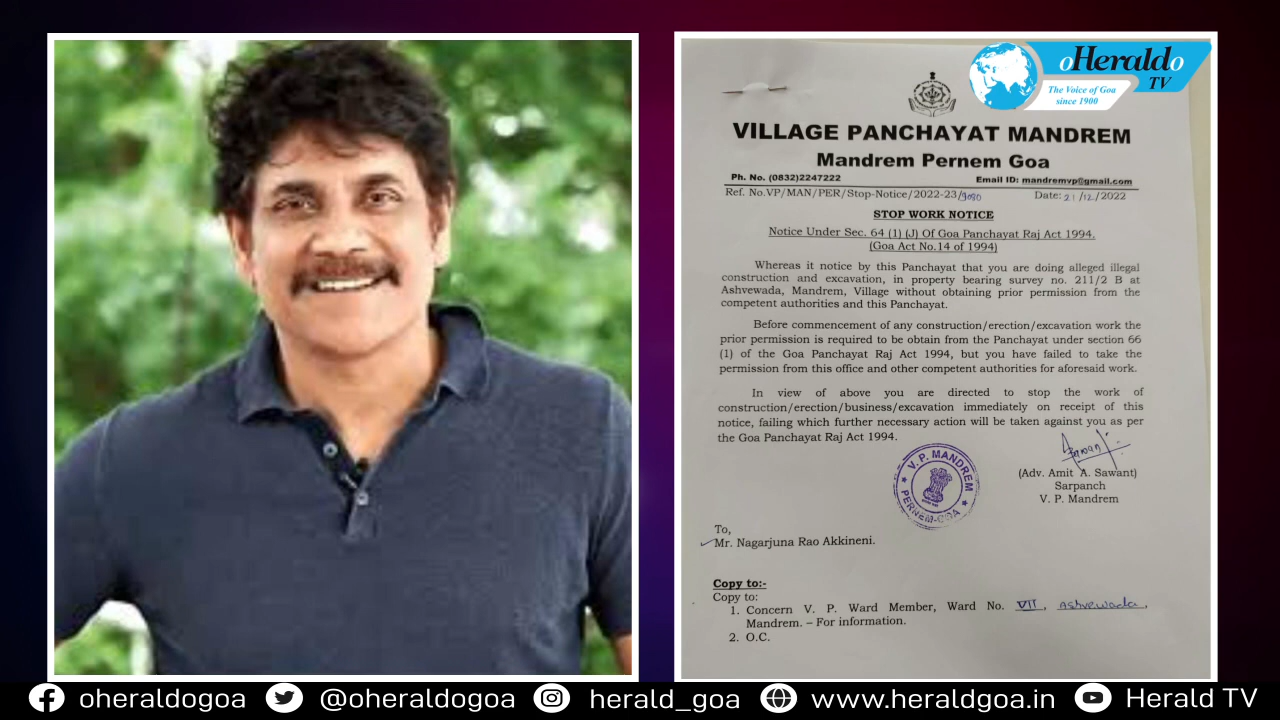 oHeraldo
TV
The Voice of Goa
since 1900
VILLAGE PANCHAYAT MANDREM
Mandrem Pernem Goa
Ph. No. (0832)2247222 Email ID: mandremvp@gmail.com
Ref. No.VP/MAN/PER/Stop-Notice/2022-23/ Date: 21/12/2022
STOP WORK NOTICE
Notice Under Sec. 64 (1) (J) Of Goa Panchayat Raj Act 1994.
(Goa Act No.14 of 1994)
Whereas it notice by this Panchayat that you are doing alleged illegal
construction and excavation, in property bearing survey no. 211/2 B at
Ashvewada, Mandrem, Village without obtaining prior permission from the
competent authorities and this Panchayat.
Before commencement of any construction/erection/excavation work the
prior permission is required to be obtain from the Panchayat under section 66
(1) of the Goa Panchayat Raj Act 1994, but you have failed to take the
permission from this office and other competent authorities for aforesaid work.
In view of above you are directed to stop the work of
construction/erection/business/excavation immediately on receipt of this
notice, failing which further necessary action will be taken against you as per
the Goa Panchayat Raj Act 1994.
V. P. MANDREM
PERNEM-GOA
(Adv. Amit A. Sawant)
Sarpanch
V. P. Mandrem
To,
Mr. Nagarjuna Rao Akkineni.
Copy to:-
Copy to:
1. Concern V. P. Ward Member, Ward No. VII, Ashvewada,
Mandrem. – For information.
2. O.C.
oheraldogoa @oheraldogoa herald_goa www.heraldgoa.in Herald TV